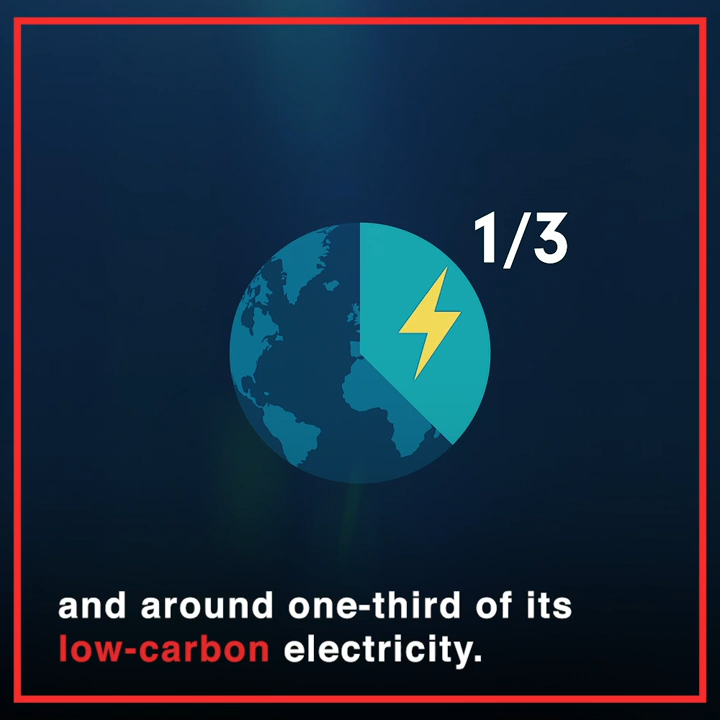 1/3
and around one-third of its
low-carbon electricity.